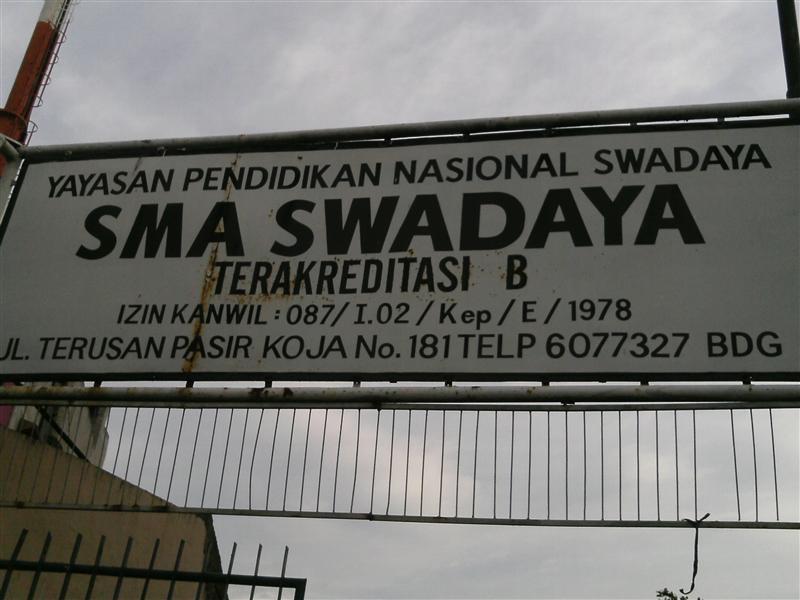 YAYASAN PENDIDIKAN NASIONAL SWADAYA
SMA SWADAYA
TERAKREDITASI B
IZIN KANWIL : 087/I.02/Kep/E/1978
JL. TERUSAN PASIR KOJA No. 181 TELP 6077327 BDG